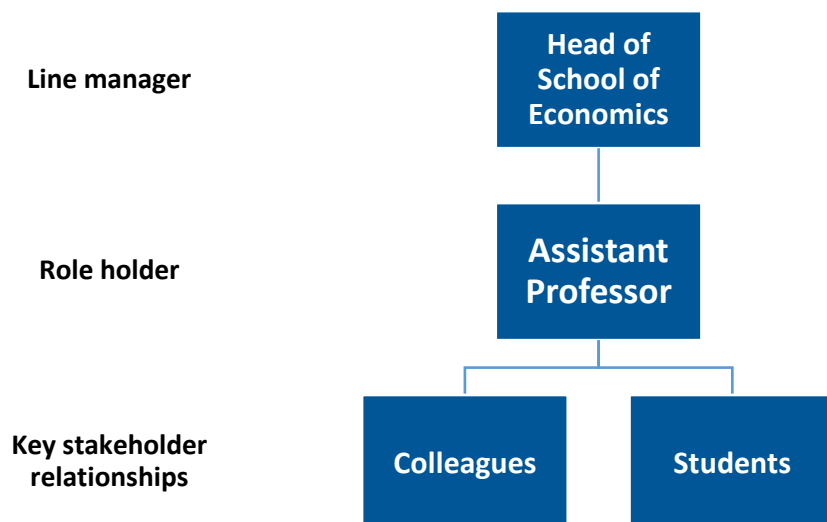 Line manager
Head of
School of
Economics
Role holder
Assistant
Professor
Key stakeholder
relationships
Colleagues
Students